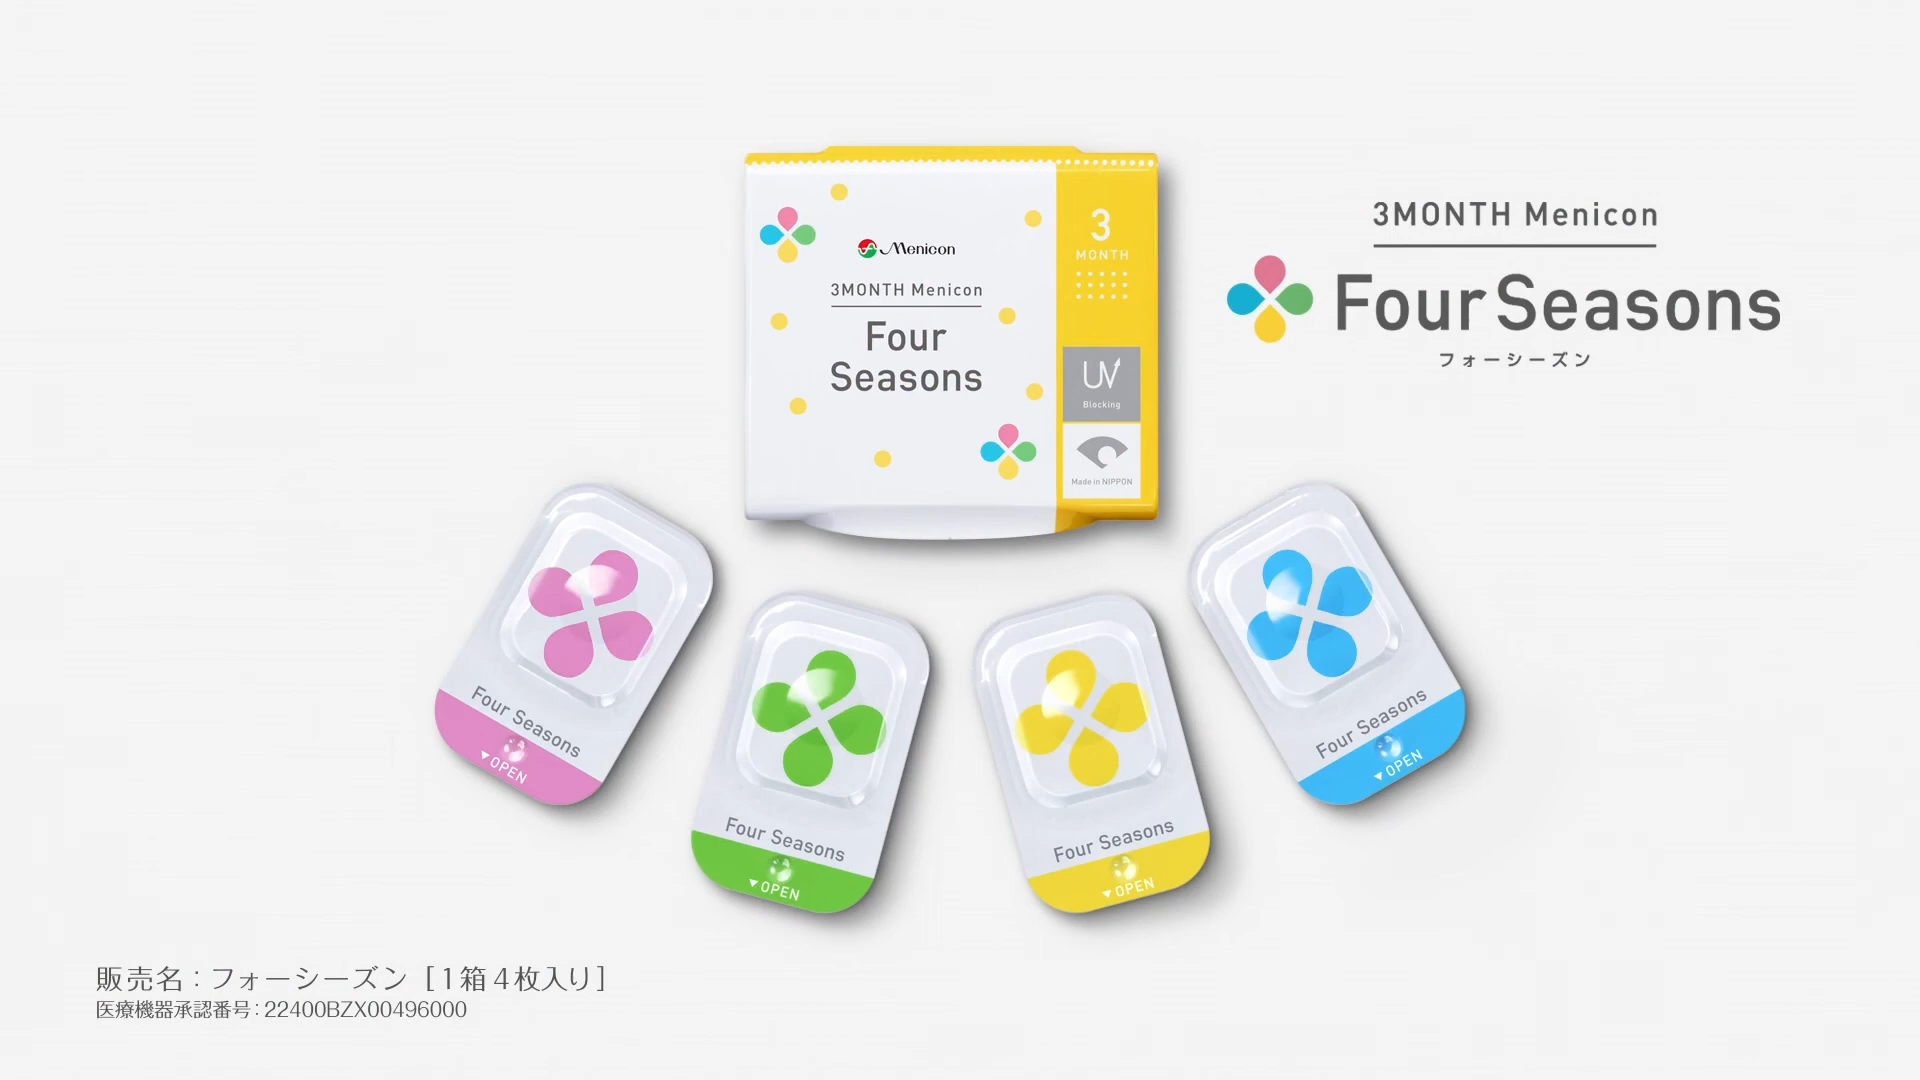 Menicon
3MONTH Menicon
Four
Seasons
3
MONTH
UV
Blocking
Made in NIPPON
3MONTH Menicon
Four Seasons
フォーシーズン
Four Seasons
▼OPEN
Four Seasons
▼OPEN
Four Seasons
▼OPEN
Four Seasons
▼OPEN
販売名：フォーシーズン［1箱4枚入り］
医療機器承認番号：22400BZX00496000